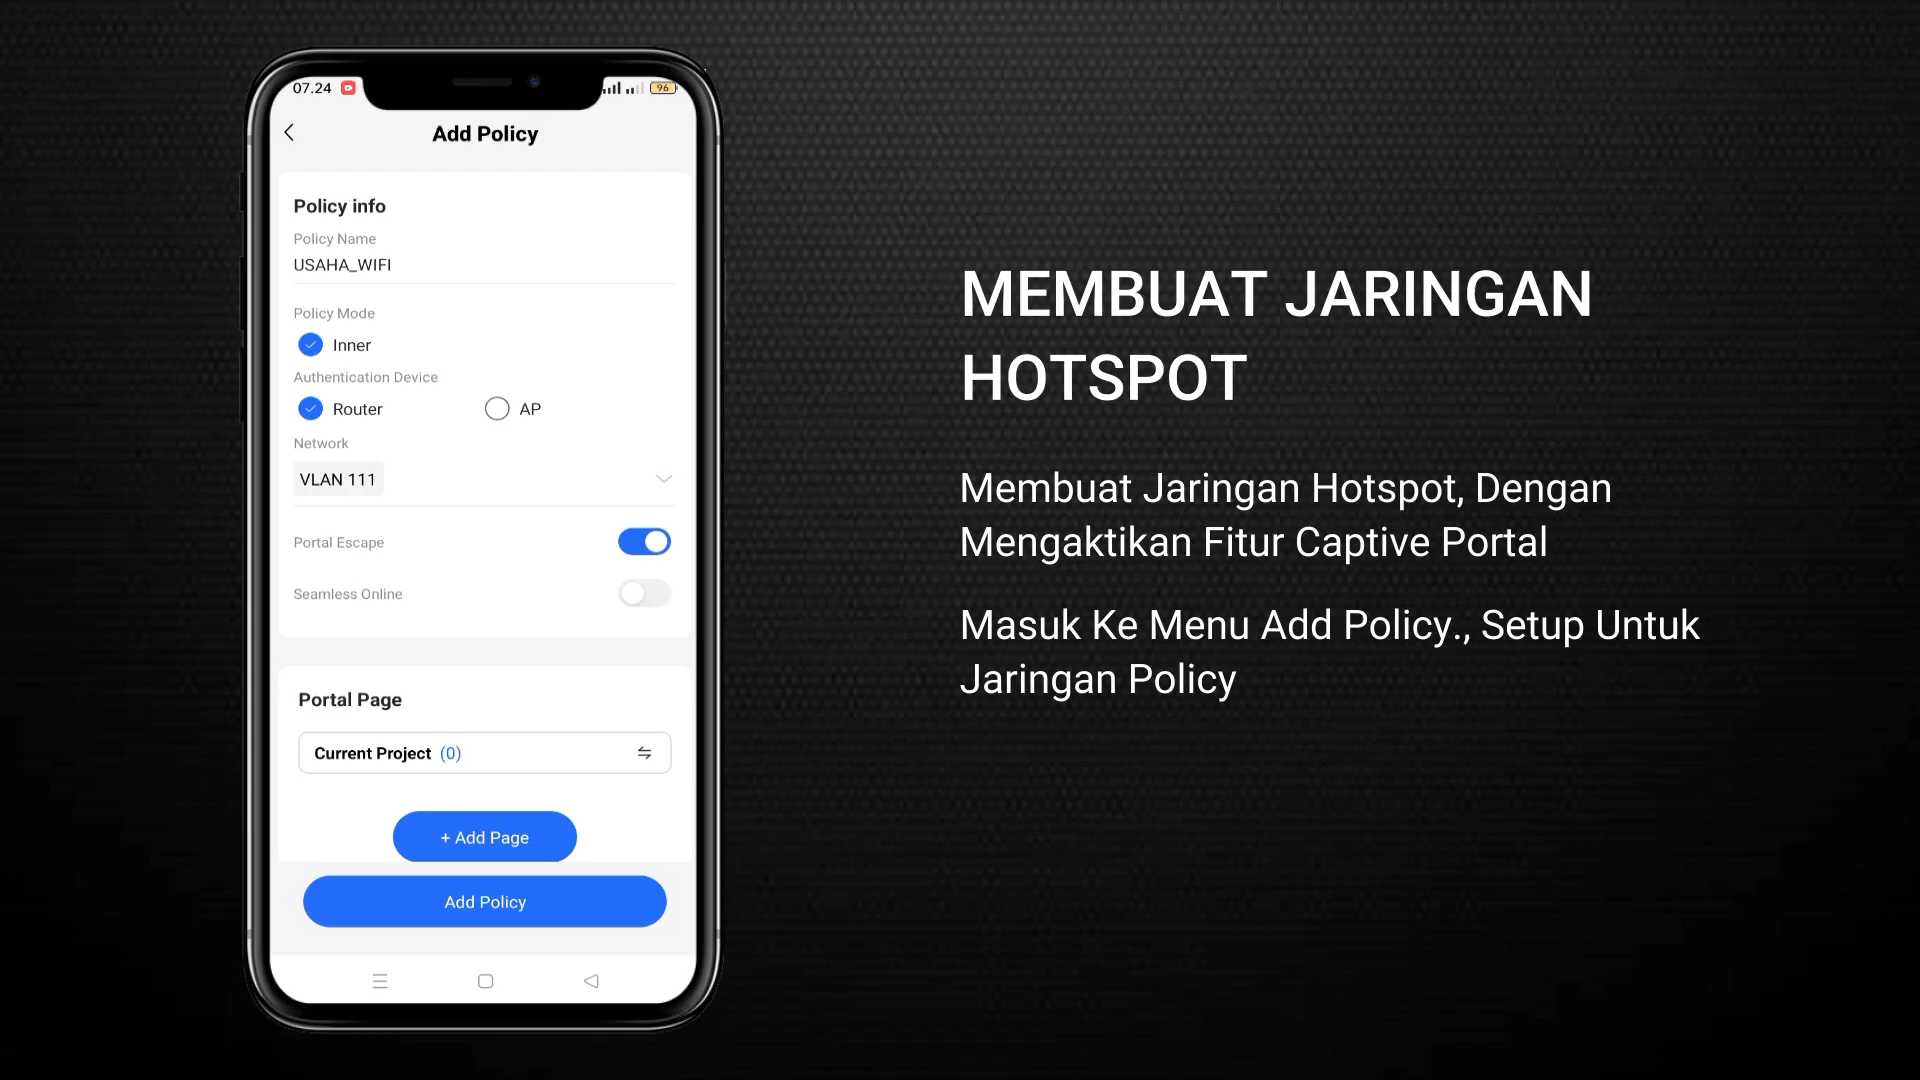 07.24
96
Add Policy
Policy info
Policy Name
USAHA_WIFI
Policy Mode
Inner
Authentication Device
Router
AP
Network
VLAN 111
Portal Escape
Seamless Online
Portal Page
Current Project (0)
+ Add Page
Add Policy
MEMBUAT JARINGAN
HOTSPOT
Membuat Jaringan Hotspot, Dengan
Mengaktikan Fitur Captive Portal
Masuk Ke Menu Add Policy., Setup Untuk
Jaringan Policy